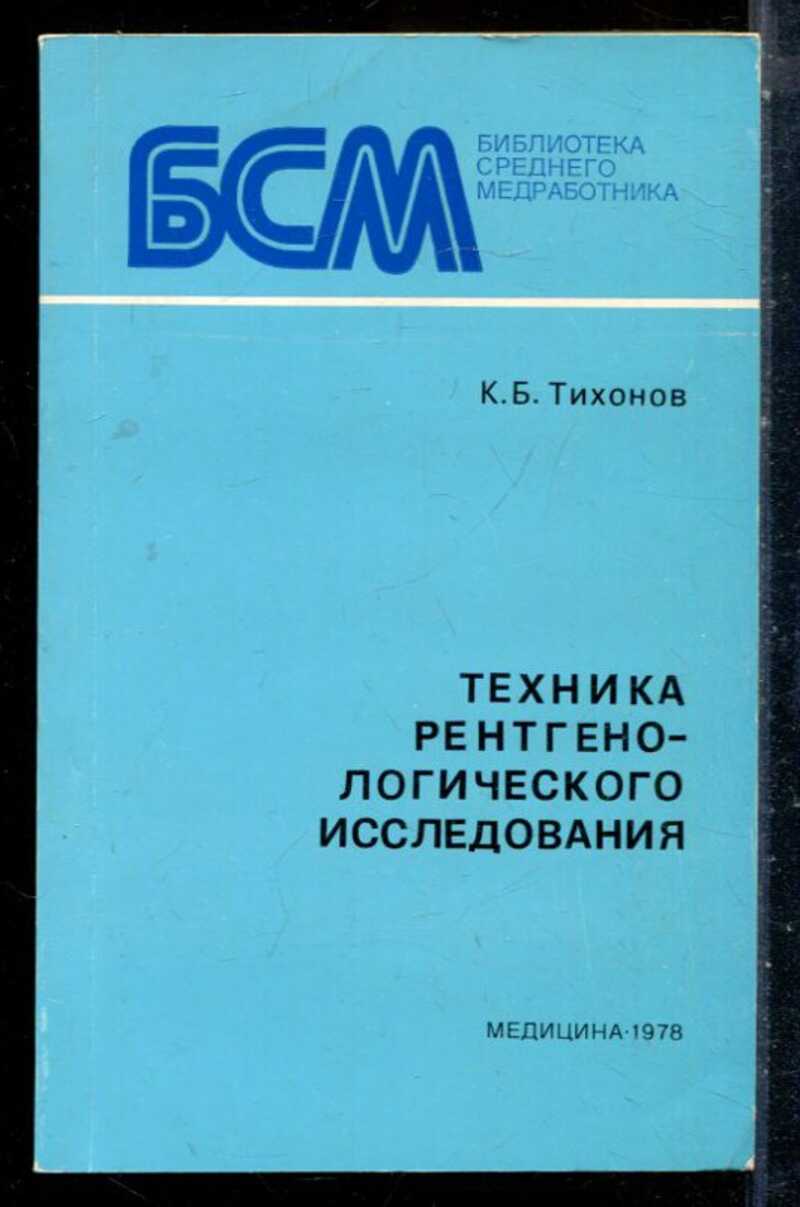 БСМ
БИБЛИОТЕКА
СРЕДНЕГО
МЕДРАБОТНИКА
К.Б. Тихонов
ТЕХНИКА
РЕНТГЕНО-
ЛОГИЧЕСКОГО
ИССЛЕДОВАНИЯ
МЕДИЦИНА·1978